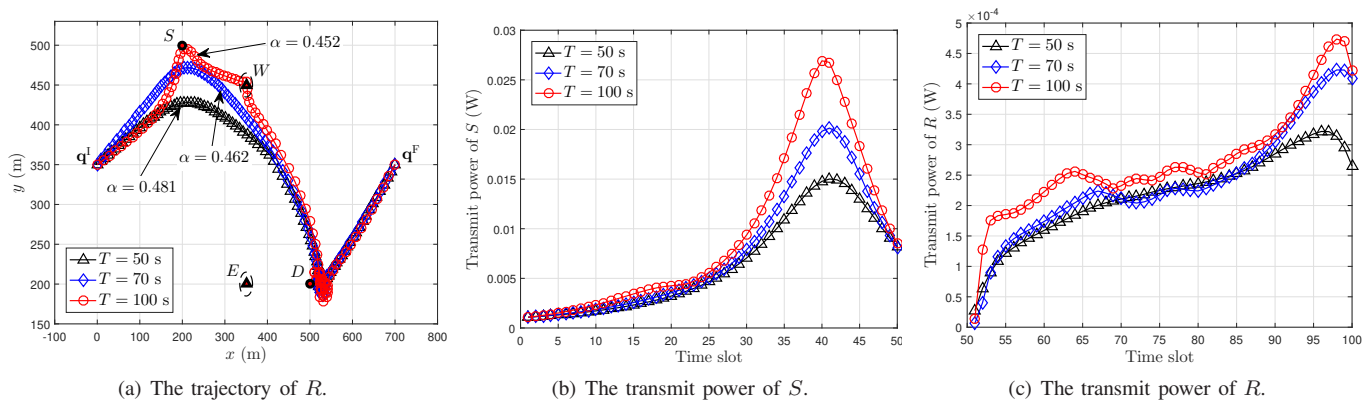 500
450
400
350
300
250
200
150
-100
0
100
200
300
400
500
600
700
800
y (m)
x (m)
S
α = 0.452
W
q^I
q^F
α = 0.462
α = 0.481
E
D
T = 50 s
T = 70 s
T = 100 s
(a) The trajectory of R.
0.03
0.025
0.02
0.015
0.01
0.005
0
0
5
10
15
20
25
30
35
40
45
50
Transmit power of S (W)
Time slot
T = 50 s
T = 70 s
T = 100 s
(b) The transmit power of S.
×10⁻⁴
5
4.5
4
3.5
3
2.5
2
1.5
1
0.5
0
50
55
60
65
70
75
80
85
90
95
100
Transmit power of R (W)
Time slot
T = 50 s
T = 70 s
T = 100 s
(c) The transmit power of R.